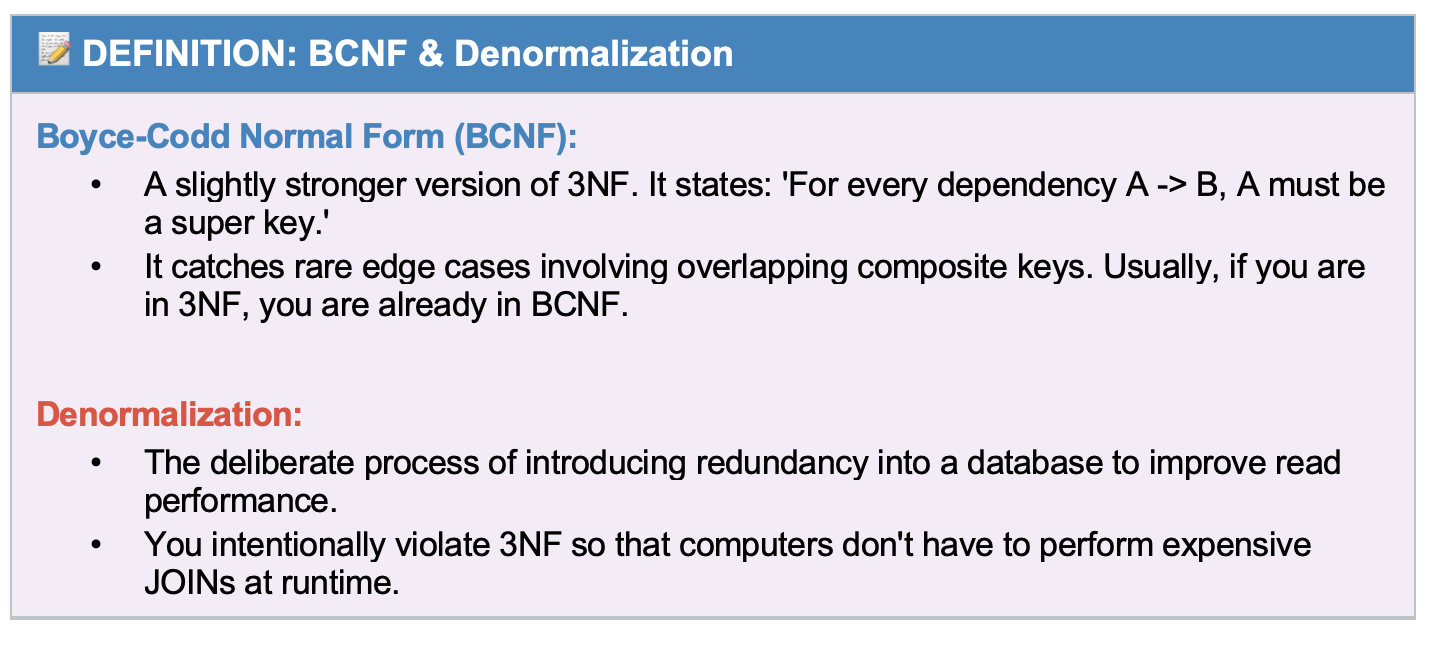 📝 DEFINITION: BCNF & Denormalization
Boyce-Codd Normal Form (BCNF):
• A slightly stronger version of 3NF. It states: 'For every dependency A -> B, A must be
a super key.'
• It catches rare edge cases involving overlapping composite keys. Usually, if you are
in 3NF, you are already in BCNF.
Denormalization:
• The deliberate process of introducing redundancy into a database to improve read
performance.
• You intentionally violate 3NF so that computers don't have to perform expensive
JOINs at runtime.